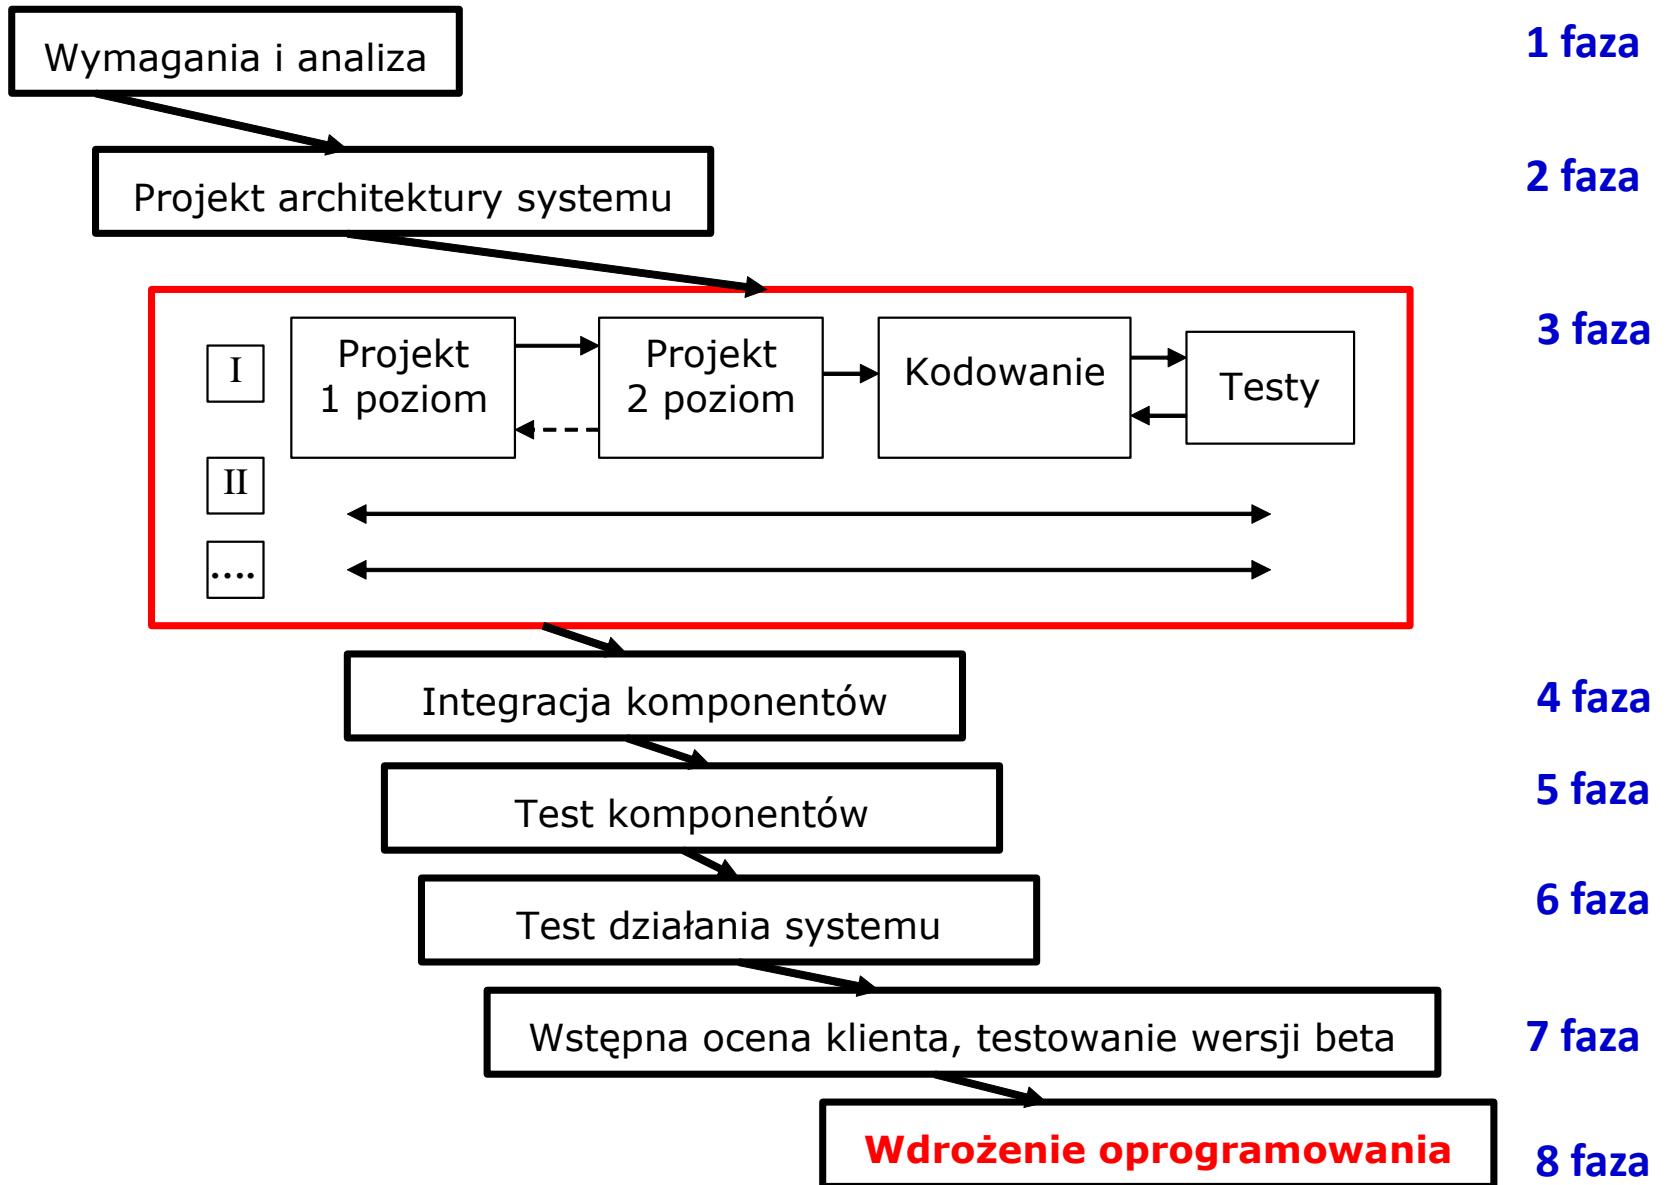 Wymagania i analiza
1 faza
Projekt architektury systemu
2 faza
3 faza
I
Projekt
1 poziom
Projekt
2 poziom
Kodowanie
Testy
II
....
Integracja komponentów
4 faza
Test komponentów
5 faza
Test działania systemu
6 faza
Wstępna ocena klienta, testowanie wersji beta
7 faza
Wdrożenie oprogramowania
8 faza